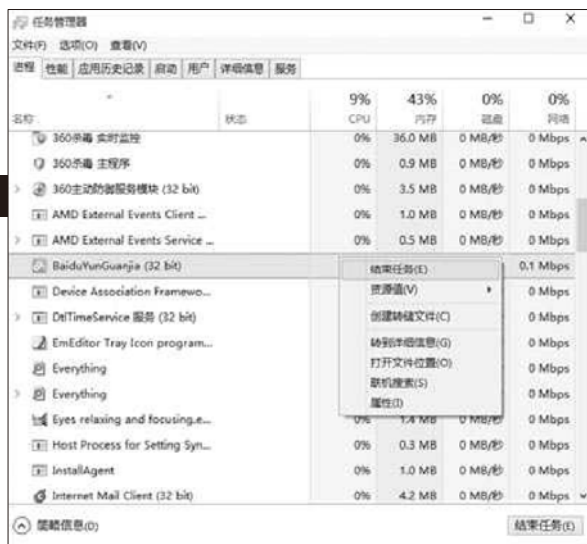 任务管理器
文件(F) 选项(O) 查看(V)
进程 性能 应用历史记录 启动 用户 详细信息 服务
9% 43% 0% 0%
名称 状态 CPU 内存 磁盘 网络
360杀毒 实时监控 0% 36.0 MB 0 MB/秒 0 Mbps
360杀毒 主程序 0% 0.9 MB 0 MB/秒 0 Mbps
360主动防御服务模块 (32 bit) 0% 3.5 MB 0 MB/秒 0 Mbps
AMD External Events Client ... 0% 1.0 MB 0 MB/秒 0 Mbps
AMD External Events Service ... 0% 0.5 MB 0 MB/秒 0 Mbps
BaiduYunGuanjia (32 bit) 结束任务(E) 0.1 Mbps
Device Association Framewo... 资源值(V) 0 Mbps
DtlTimeService 服务 (32 bit) 创建转储文件(C) 0 Mbps
EmEditor Tray Icon program... 转到详细信息(G) 0 Mbps
Everything 打开文件位置(O) 0 Mbps
联机搜索(S)
Everything 属性(I) 0 Mbps
Eyes relaxing and focusing.e... 0% 1.4 MB 0 MB/秒 0 Mbps
Host Process for Setting Syn... 0% 0.3 MB 0 MB/秒 0 Mbps
InstallAgent 0% 1.0 MB 0 MB/秒 0 Mbps
Internet Mail Client (32 bit) 0% 4.2 MB 0 MB/秒 0 Mbps
简略信息(D) 结束任务(E)